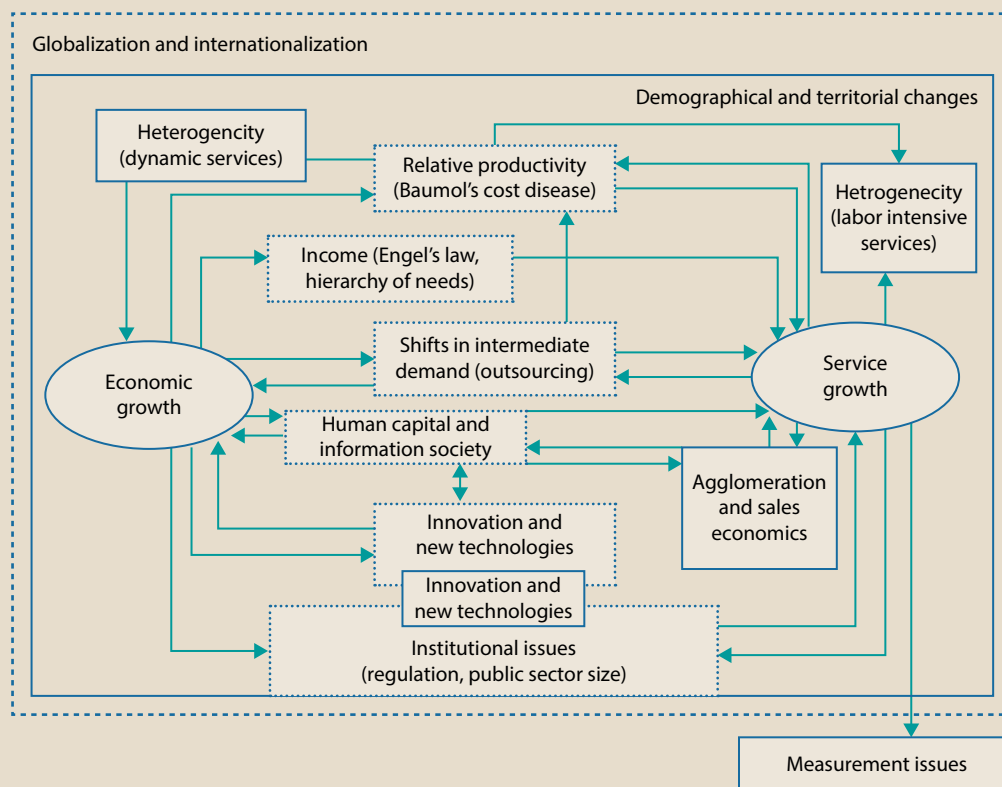 Globalization and internationalization
Demographical and territorial changes
Heterogencity
(dynamic services)
Relative productivity
(Baumol's cost disease)
Hetrogenecity
(labor intensive
services)
Income (Engel's law,
hierarchy of needs)
Shifts in intermediate
demand (outsourcing)
Economic
growth
Service
growth
Human capital and
information society
Agglomeration
and sales
economics
Innovation and
new technologies
Innovation and
new technologies
Institutional issues
(regulation, public sector size)
Measurement issues